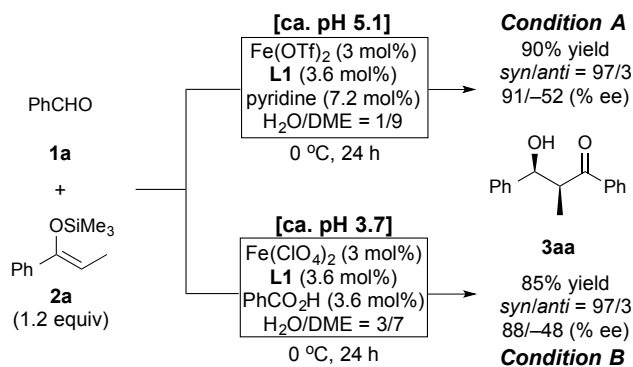 PhCHO
1a
+
OSiMe3
Ph
2a
(1.2 equiv)
[ca. pH 5.1]
Fe(OTf)2 (3 mol%)
L1 (3.6 mol%)
pyridine (7.2 mol%)
H2O/DME = 1/9
0 °C, 24 h
[ca. pH 3.7]
Fe(ClO4)2 (3 mol%)
L1 (3.6 mol%)
PhCO2H (3.6 mol%)
H2O/DME = 3/7
0 °C, 24 h
Condition A
90% yield
syn/anti = 97/3
91/–52 (% ee)
OH O
Ph Ph
3aa
85% yield
syn/anti = 97/3
88/–48 (% ee)
Condition B